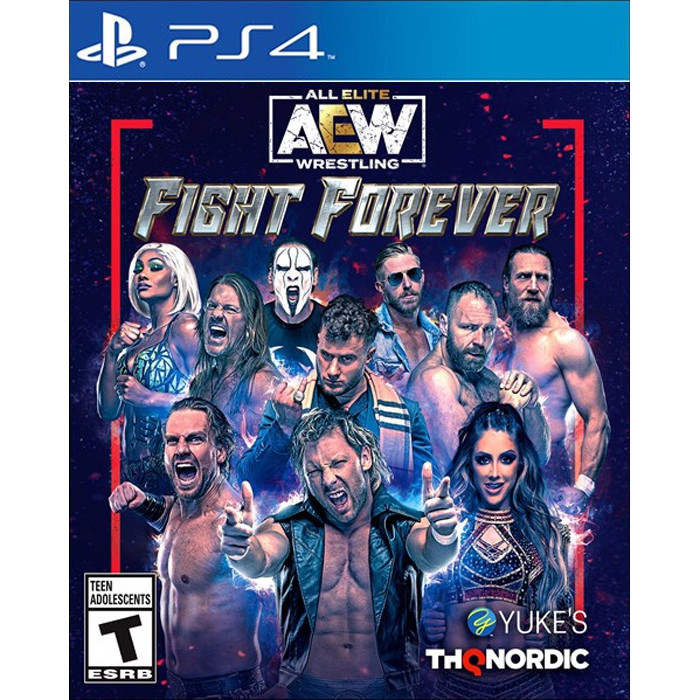 PS4
ALL ELITE
AEW
WRESTLING
FIGHT FOREVER
TEEN
ADOLESCENTS
T
ESRB
YUKE'S
THQNORDIC